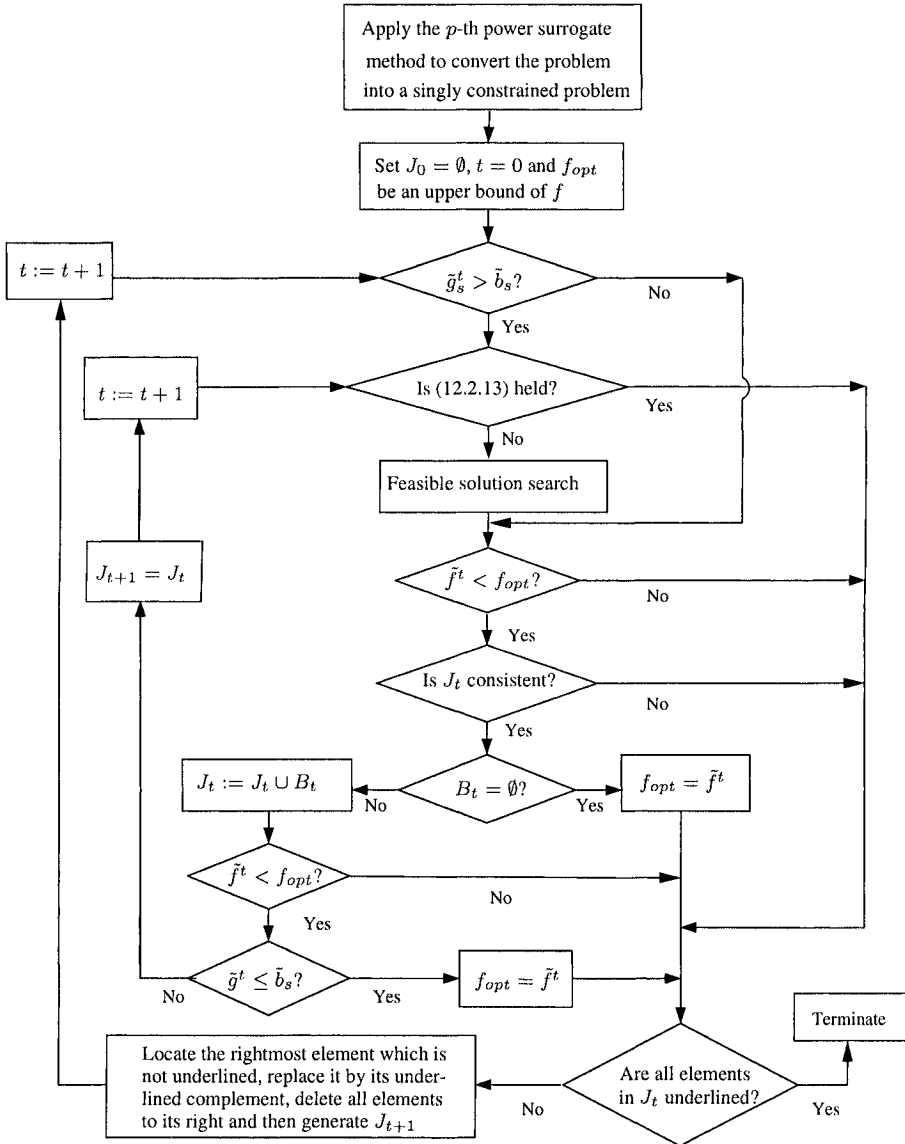 Apply the p-th power surrogate
method to convert the problem
into a singly constrained problem
Set J₀ = ∅, t = 0 and f_opt
be an upper bound of f
t := t + 1
g̃ₛᵗ > b̃ₛ?
No
Yes
t := t + 1
Is (12.2.13) held?
Yes
No
Feasible solution search
J_{t+1} = J_t
f̃ᵗ < f_opt?
No
Yes
Is J_t consistent?
No
Yes
J_t := J_t ∪ B_t
B_t = ∅?
f_opt = f̃ᵗ
No
Yes
f̃ᵗ < f_opt?
No
Yes
g̃ᵗ ≤ b̃ₛ?
f_opt = f̃ᵗ
No
Yes
Terminate
Locate the rightmost element which is
not underlined, replace it by its under-
lined complement, delete all elements
to its right and then generate J_{t+1}
Are all elements
in J_t underlined?
No
Yes